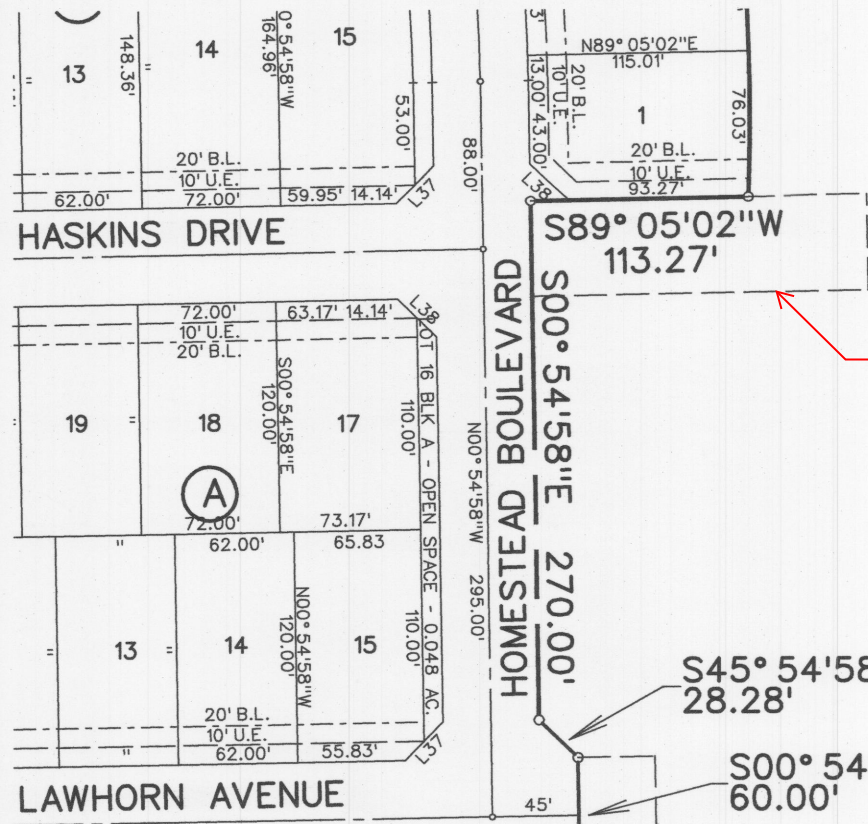 13
148.36'
14
0° 54'58"W
164.96'
15
53.00'
20' B.L.
10' U.E.
62.00'
72.00'
59.95'
14.14'
L37
88.00'
N89° 05'02"E
115.01'
13.00'
43.00'
20' B.L.
10' U.E.
1
76.03'
20' B.L.
10' U.E.
93.27'
L38
HASKINS DRIVE
S89° 05'02"W
113.27'
72.00'
10' U.E.
20' B.L.
63.17'
14.14'
L38
19
18
S00° 54'58"E
120.00'
17
LOT 16 BLK A - OPEN SPACE - 0.048 AC.
110.00'
110.00'
A
72.00'
73.17'
"
62.00'
65.83
13
14
N00° 54'58"W
120.00'
15
20' B.L.
10' U.E.
"
62.00'
55.83'
L37
LAWHORN AVENUE
N00° 54'58"W
295.00'
HOMESTEAD BOULEVARD
S00° 54'58"E 270.00'
S45° 54'58
28.28'
S00° 54
60.00'
45'